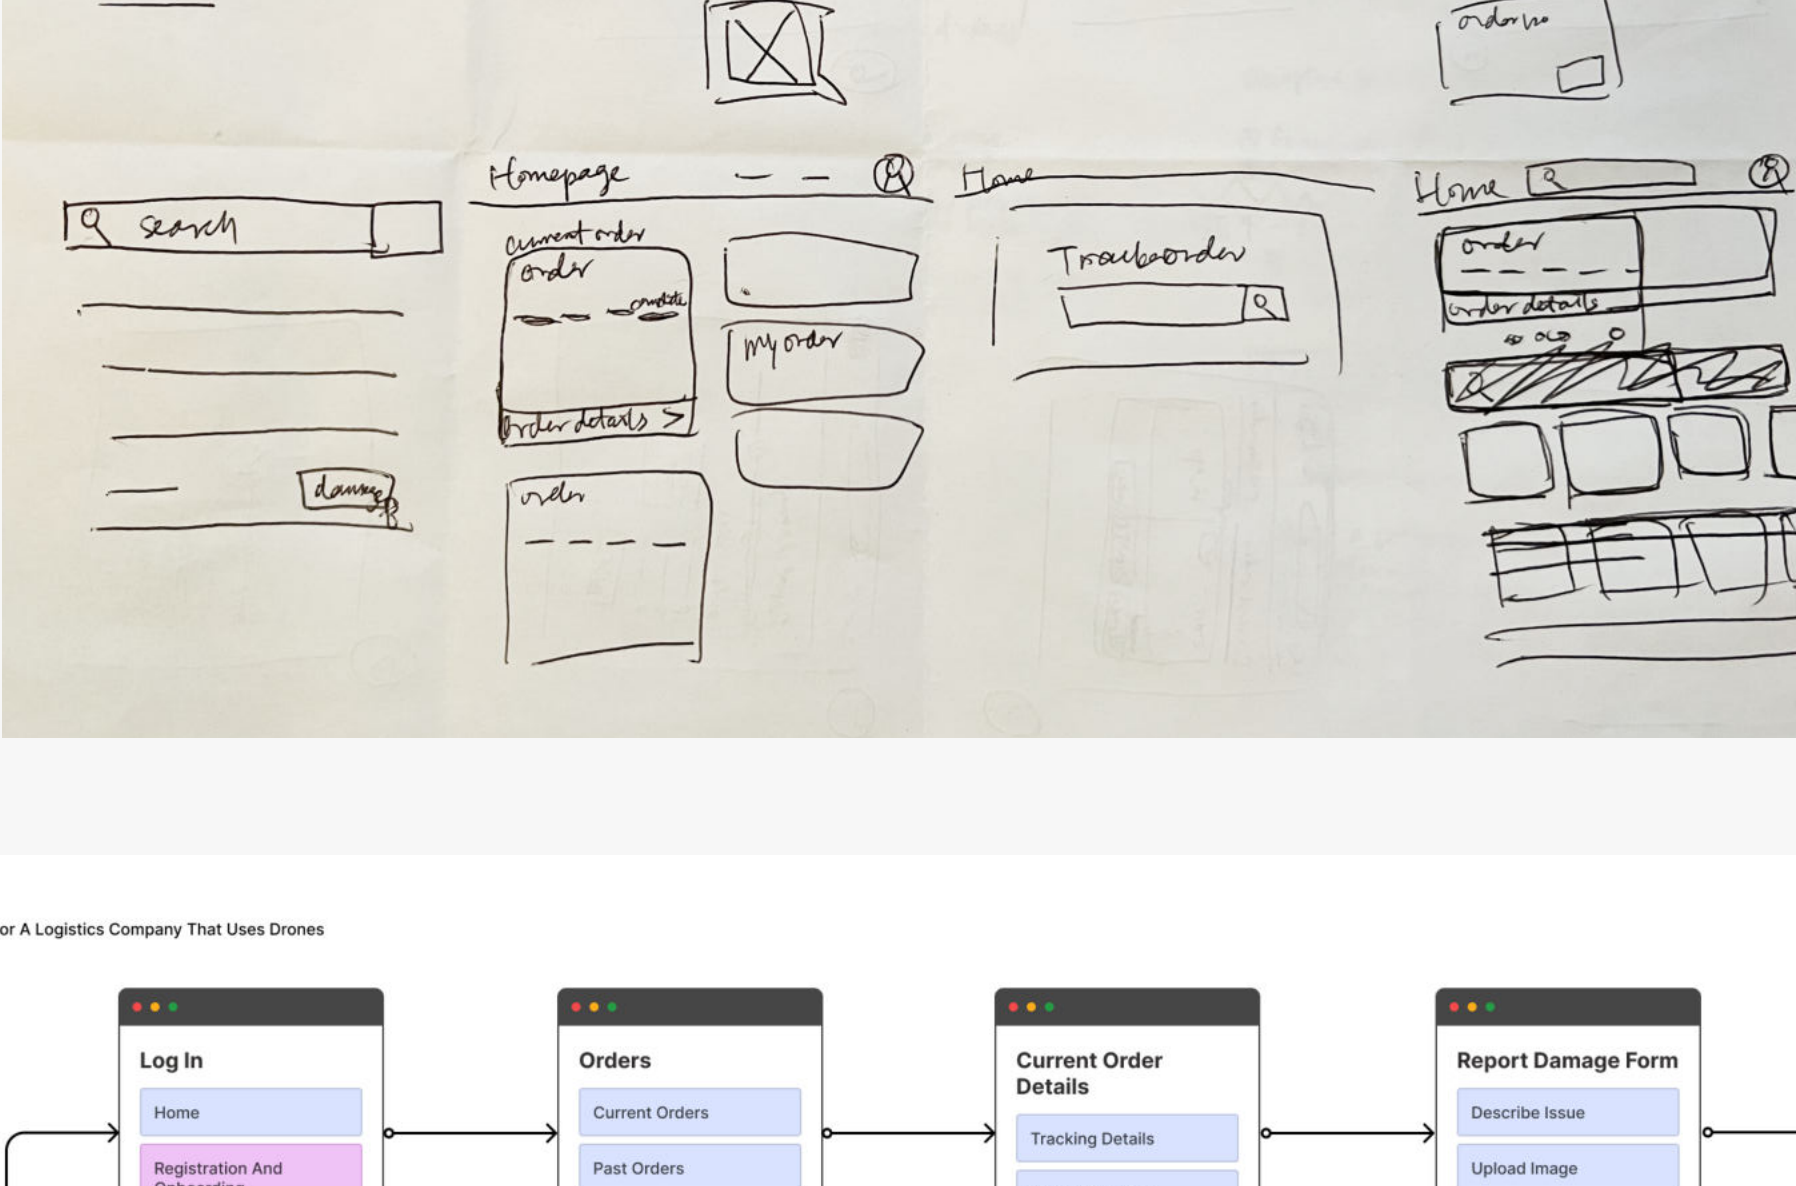 order no
Homepage
Home
Home
search
current order
order
order details >
my order
order
damage
order
order details
or A Logistics Company That Uses Drones
Log In
Home
Registration And
Orders
Current Orders
Past Orders
Current Order
Details
Tracking Details
Report Damage Form
Describe Issue
Upload Image